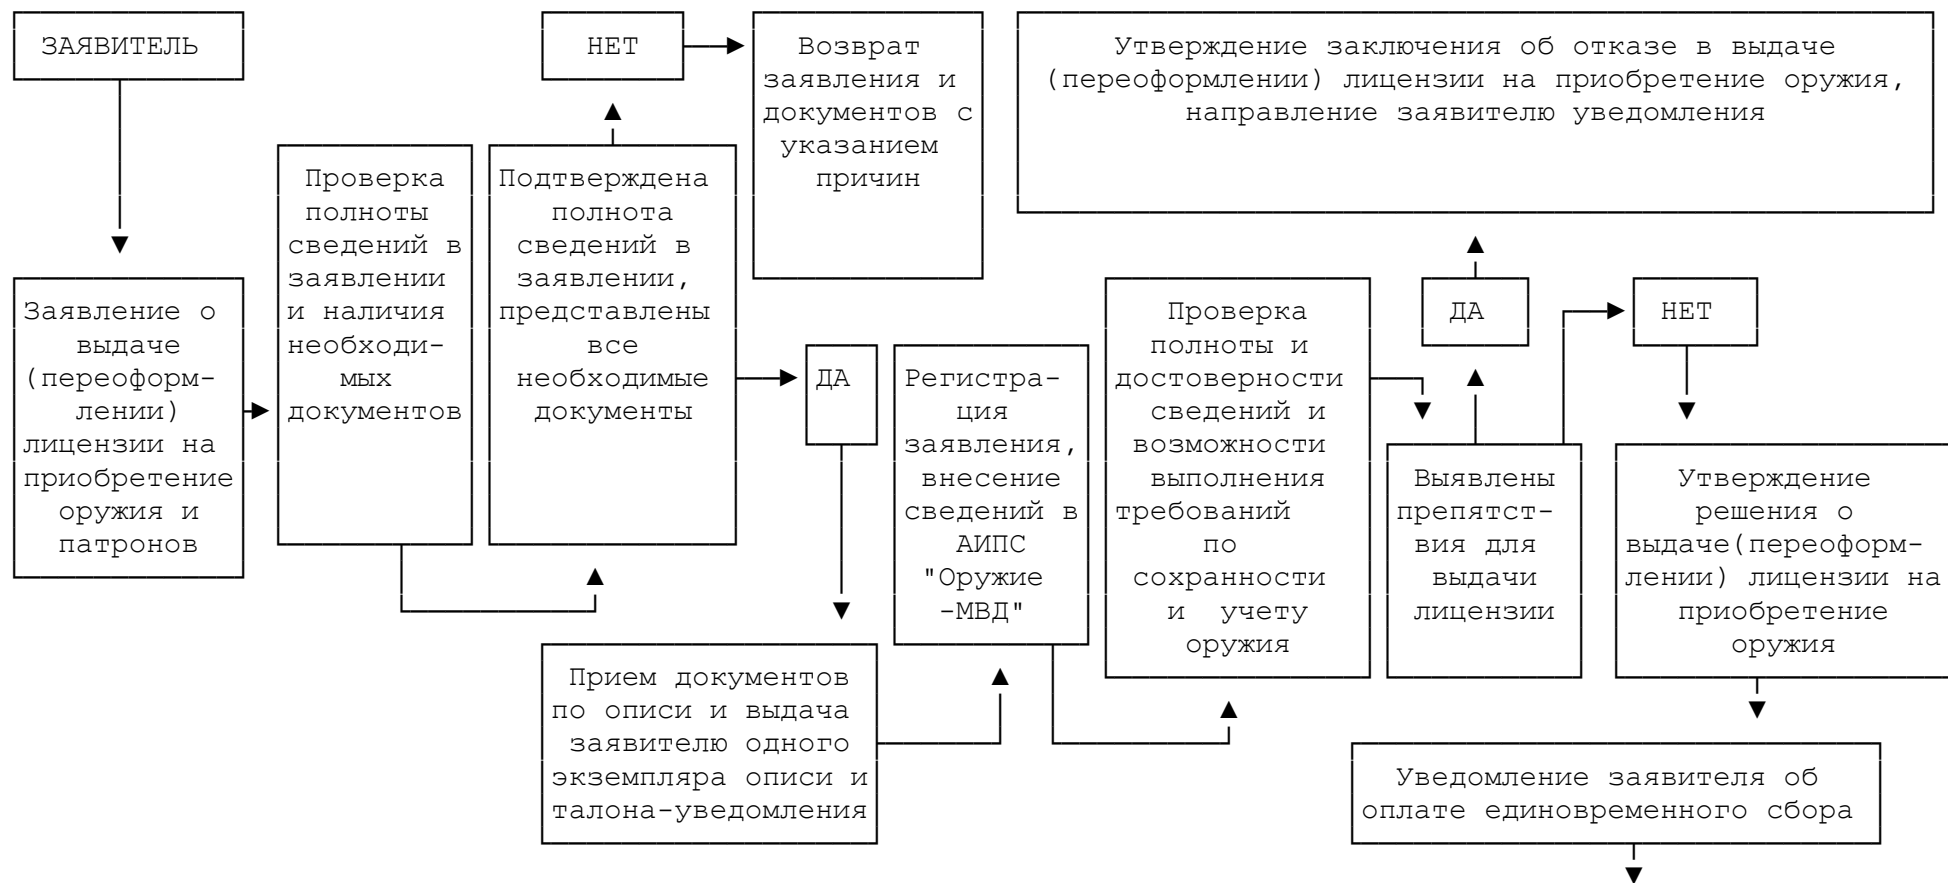 ЗАЯВИТЕЛЬ
НЕТ
Возврат
заявления и
документов с
указанием
причин
Утверждение заключения об отказе в выдаче
(переоформлении) лицензии на приобретение оружия,
направление заявителю уведомления
Заявление о
выдаче
(переоформ-
лении)
лицензии на
приобретение
оружия и
патронов
Проверка
полноты
сведений в
заявлении
и наличия
необходи-
мых
документов
Подтверждена
полнота
сведений в
заявлении,
представлены
все
необходимые
документы
ДА
Прием документов
по описи и выдача
заявителю одного
экземпляра описи и
талона-уведомления
Регистра-
ция
заявления,
внесение
сведений в
АИПС
"Оружие
-МВД"
Проверка
полноты и
достоверности
сведений и
возможности
выполнения
требований
по
сохранности
и учету
оружия
Выявлены
препятст-
вия для
выдачи
лицензии
ДА
НЕТ
Утверждение
решения о
выдаче(переоформ-
лении) лицензии на
приобретение
оружия
Уведомление заявителя об
оплате единовременного сбора